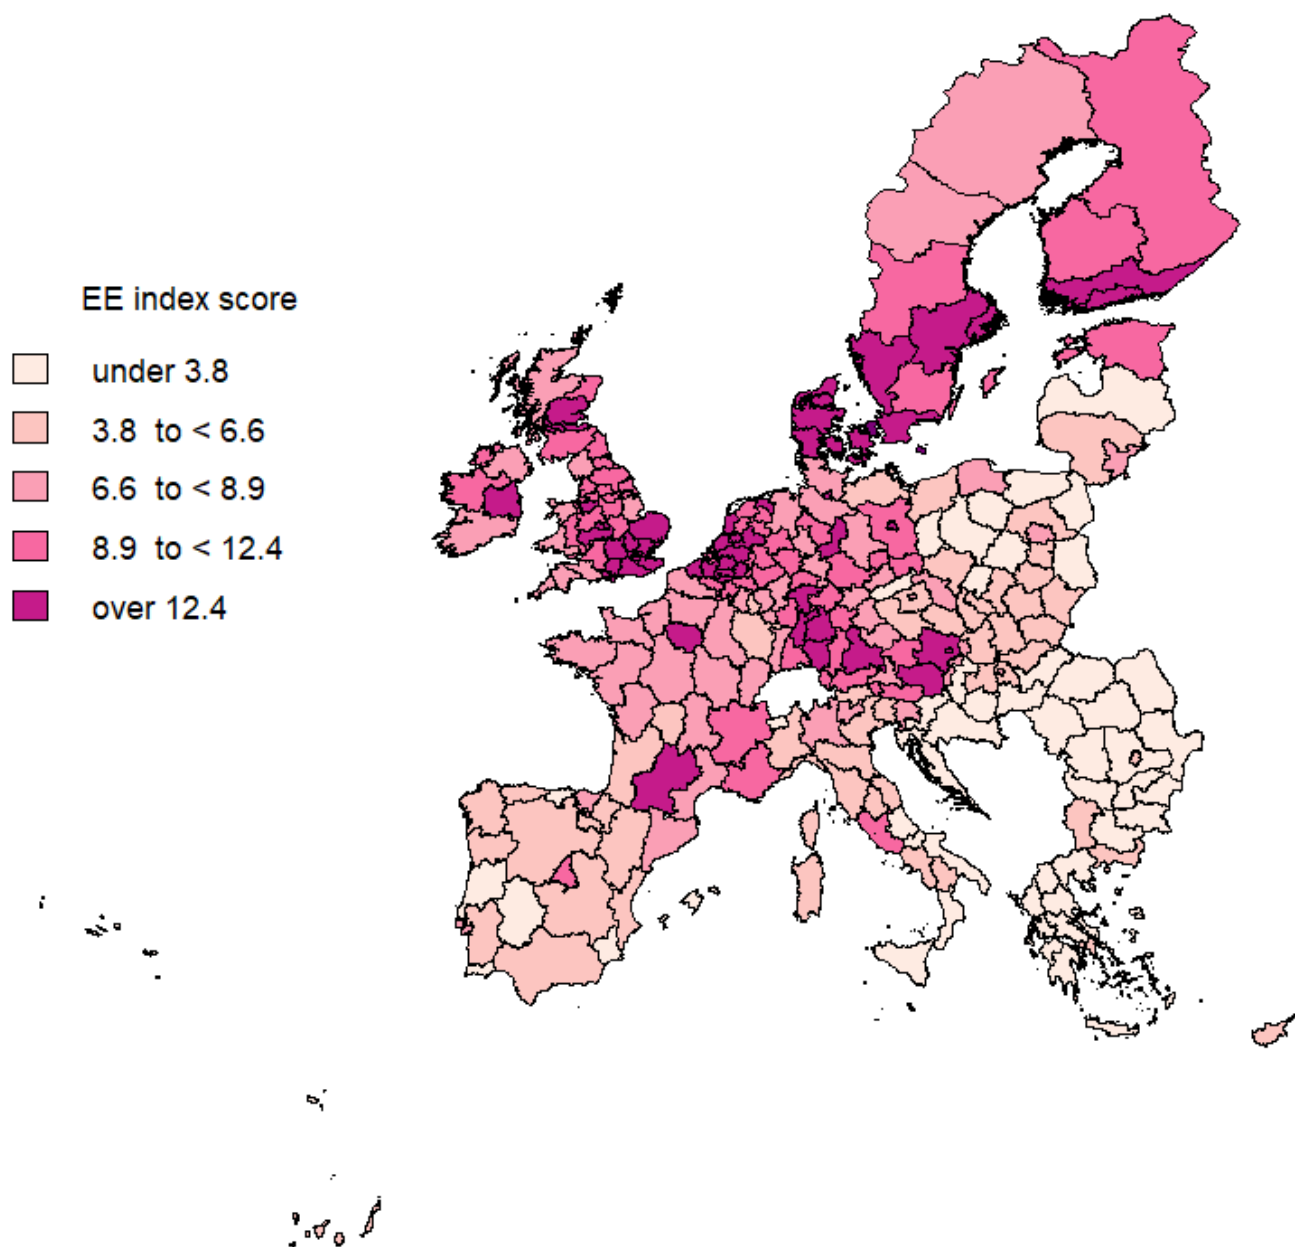 EE index score
under 3.8
3.8 to < 6.6
6.6 to < 8.9
8.9 to < 12.4
over 12.4